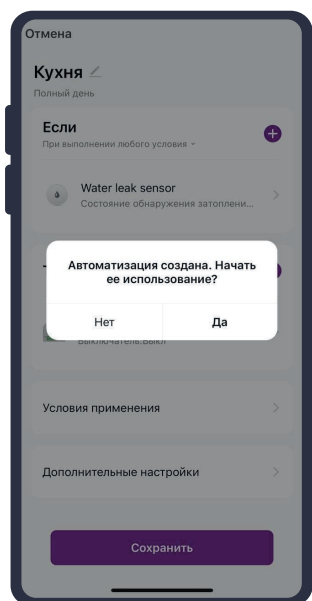 Отмена
Кухня
Полный день
Если
При выполнении любого условия
Water leak sensor
Состояние обнаружения затоплени...
Автоматизация создана. Начать
ее использование?
Нет
Да
Выключатель:Выкл
Условия применения
Дополнительные настройки
Сохранить